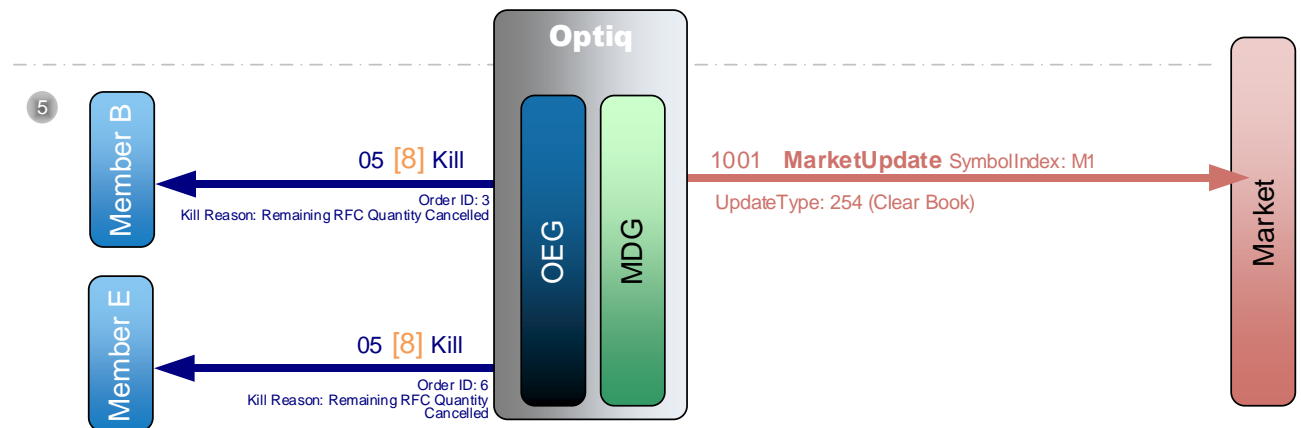 Optiq
5
Member B
05 [8] Kill
Order ID: 3
Kill Reason: Remaining RFC Quantity Cancelled
Member E
05 [8] Kill
Order ID: 6
Kill Reason: Remaining RFC Quantity
Cancelled
OEG
MDG
1001 MarketUpdate SymbolIndex: M1
UpdateType: 254 (Clear Book)
Market